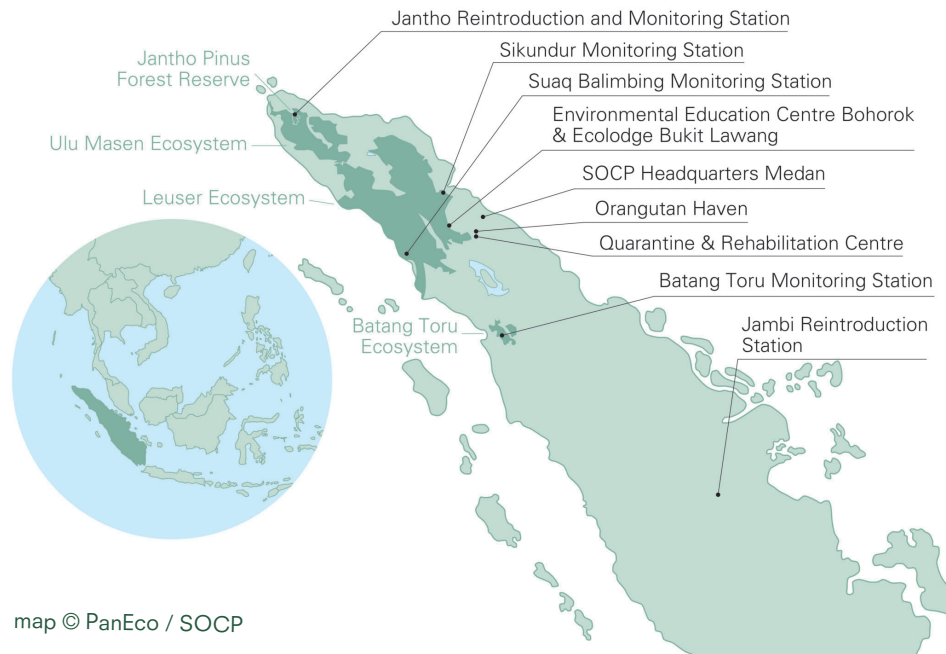 Jantho Reintroduction and Monitoring Station
Sikundur Monitoring Station
Jantho Pinus
Forest Reserve
Suaq Balimbing Monitoring Station
Environmental Education Centre Bohorok
& Ecolodge Bukit Lawang
Ulu Masen Ecosystem
SOCP Headquarters Medan
Leuser Ecosystem
Orangutan Haven
Quarantine & Rehabilitation Centre
Batang Toru Monitoring Station
Batang Toru
Ecosystem
Jambi Reintroduction
Station
map © PanEco / SOCP